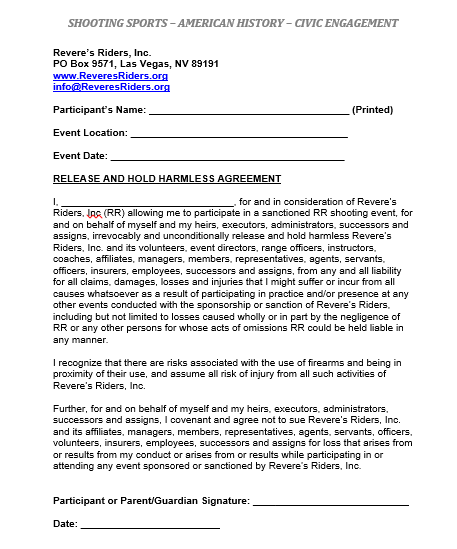 SHOOTING SPORTS – AMERICAN HISTORY – CIVIC ENGAGEMENT
Revere's Riders, Inc.
PO Box 9571, Las Vegas, NV 89191
www.ReveresRiders.org
info@ReveresRiders.org
Participant's Name: ______________________________________ (Printed)
Event Location: _________________________________________
Event Date: ____________________________________________
RELEASE AND HOLD HARMLESS AGREEMENT
I, ________________________________, for and in consideration of Revere's
Riders, Inc (RR) allowing me to participate in a sanctioned RR shooting event, for
and on behalf of myself and my heirs, executors, administrators, successors and
assigns, irrevocably and unconditionally release and hold harmless Revere's
Riders, Inc. and its volunteers, event directors, range officers, instructors,
coaches, affiliates, managers, members, representatives, agents, servants,
officers, insurers, employees, successors and assigns, from any and all liability
for all claims, damages, losses and injuries that I might suffer or incur from all
causes whatsoever as a result of participating in practice and/or presence at any
other events conducted with the sponsorship or sanction of Revere's Riders,
including but not limited to losses caused wholly or in part by the negligence of
RR or any other persons for whose acts of omissions RR could be held liable in
any manner.
I recognize that there are risks associated with the use of firearms and being in
proximity of their use, and assume all risk of injury from all such activities of
Revere's Riders, Inc.
Further, for and on behalf of myself and my heirs, executors, administrators,
successors and assigns, I covenant and agree not to sue Revere's Riders, Inc.
and its affiliates, managers, members, representatives, agents, servants, officers,
volunteers, insurers, employees, successors and assigns for loss that arises from
or results from my conduct or arises from or results while participating in or
attending any event sponsored or sanctioned by Revere's Riders, Inc.
Participant or Parent/Guardian Signature: _____________________________
Date: __________________________